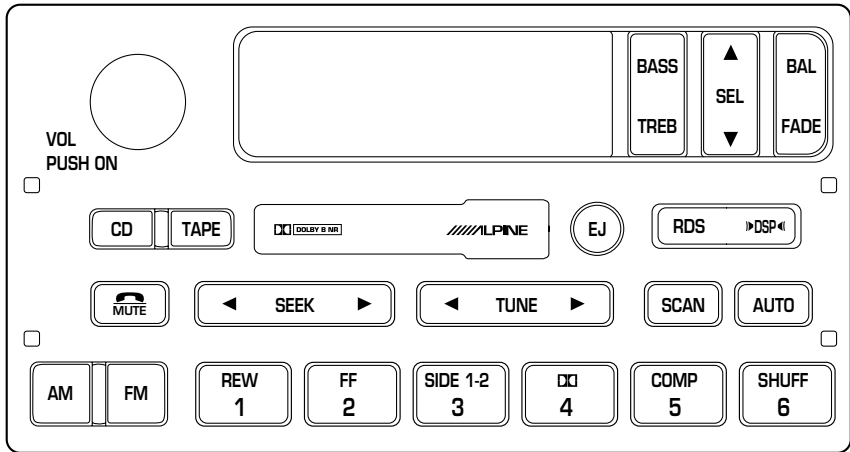 BASS
TREB
▲
SEL
▼
BAL
FADE
VOL
PUSH ON
CD
TAPE
DOLBY B NR
ALPINE
EJ
RDS
DSP
MUTE
◄ SEEK ►
◄ TUNE ►
SCAN
AUTO
AM
FM
REW
1
FF
2
SIDE 1-2
3
4
COMP
5
SHUFF
6